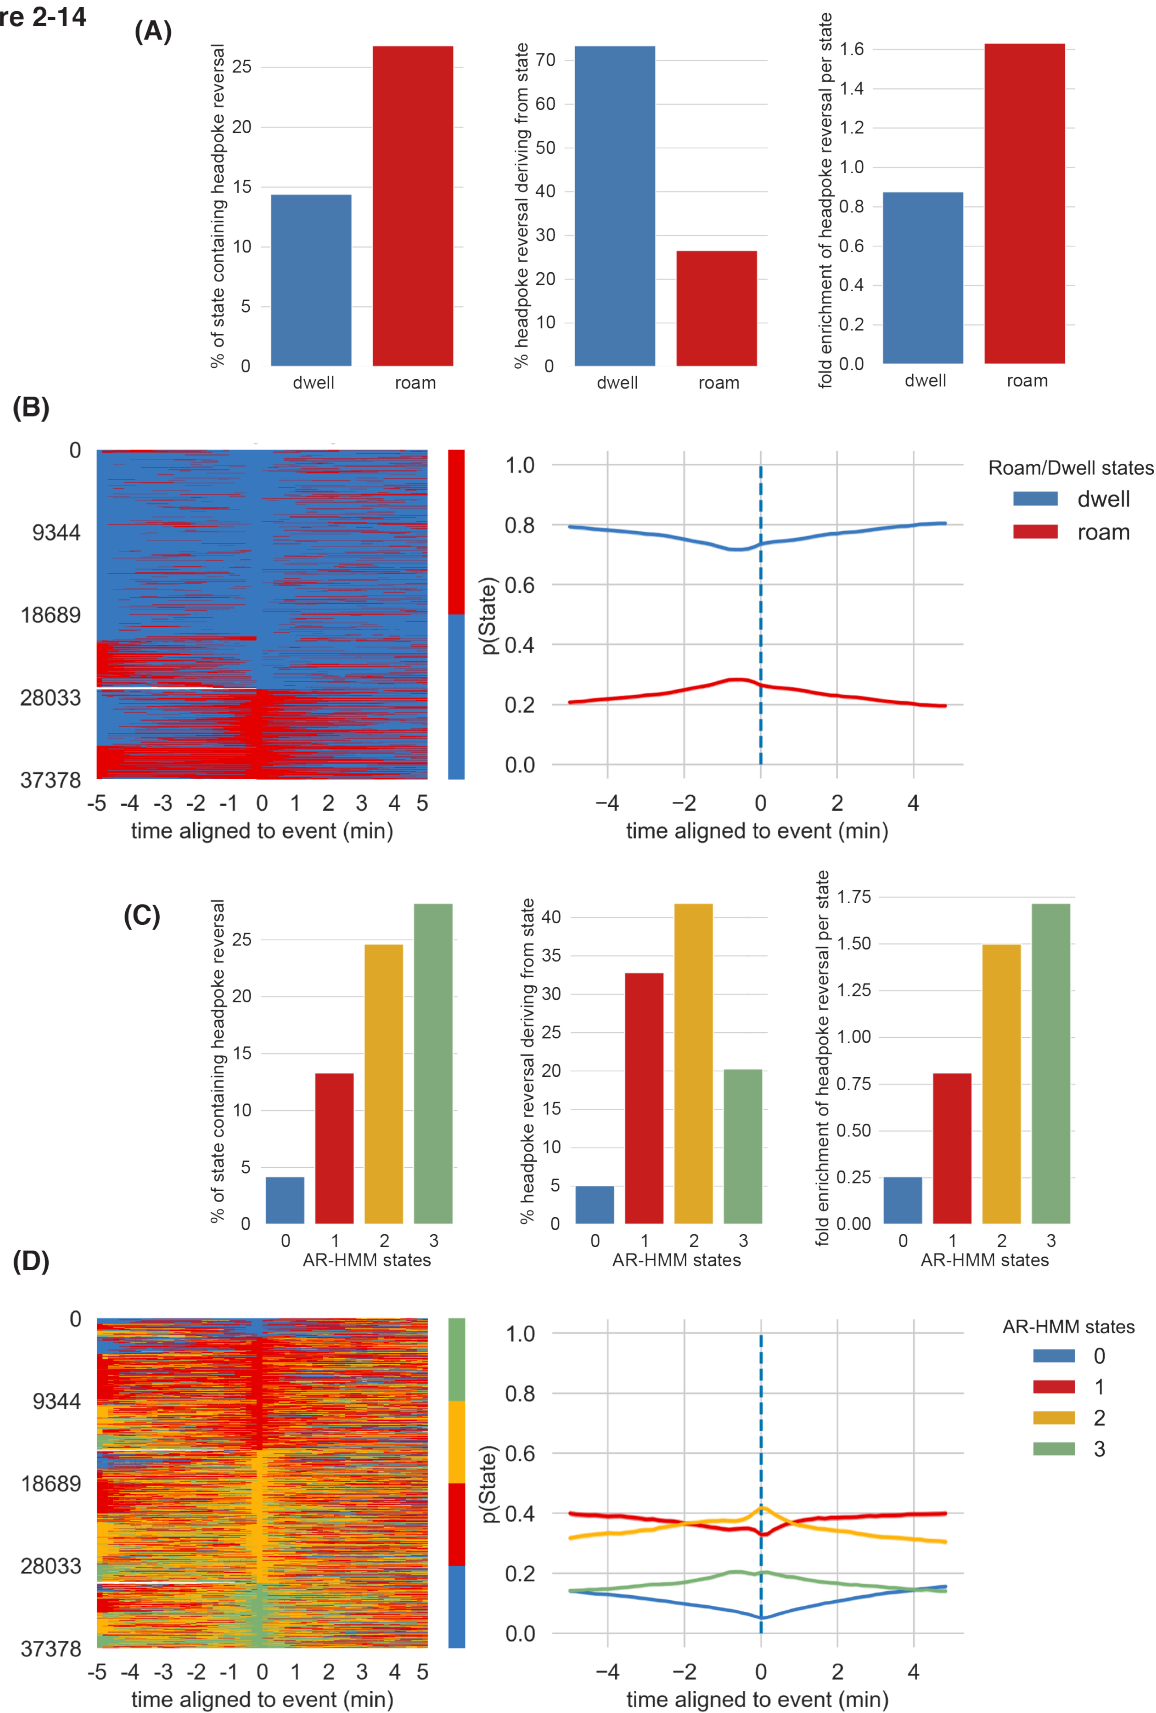 re 2-14
(A)
% of state containing headpoke reversal
25
20
15
10
5
0
dwell
roam
% headpoke reversal deriving from state
70
60
50
40
30
20
10
0
dwell
roam
fold enrichment of headpoke reversal per state
1.6
1.4
1.2
1.0
0.8
0.6
0.4
0.2
0.0
dwell
roam
(B)
0
9344
18689
28033
37378
-5 -4 -3 -2 -1 0 1 2 3 4 5
time aligned to event (min)
p(State)
1.0
0.8
0.6
0.4
0.2
0.0
−4 −2 0 2 4
time aligned to event (min)
Roam/Dwell states
dwell
roam
(C)
% of state containing headpoke reversal
25
20
15
10
5
0
0 1 2 3
AR-HMM states
% headpoke reversal deriving from state
40
35
30
25
20
15
10
5
0
0 1 2 3
AR-HMM states
fold enrichment of headpoke reversal per state
1.75
1.50
1.25
1.00
0.75
0.50
0.25
0.00
0 1 2 3
AR-HMM states
(D)
0
9344
18689
28033
37378
-5 -4 -3 -2 -1 0 1 2 3 4 5
time aligned to event (min)
p(State)
1.0
0.8
0.6
0.4
0.2
0.0
−4 −2 0 2 4
time aligned to event (min)
AR-HMM states
0
1
2
3